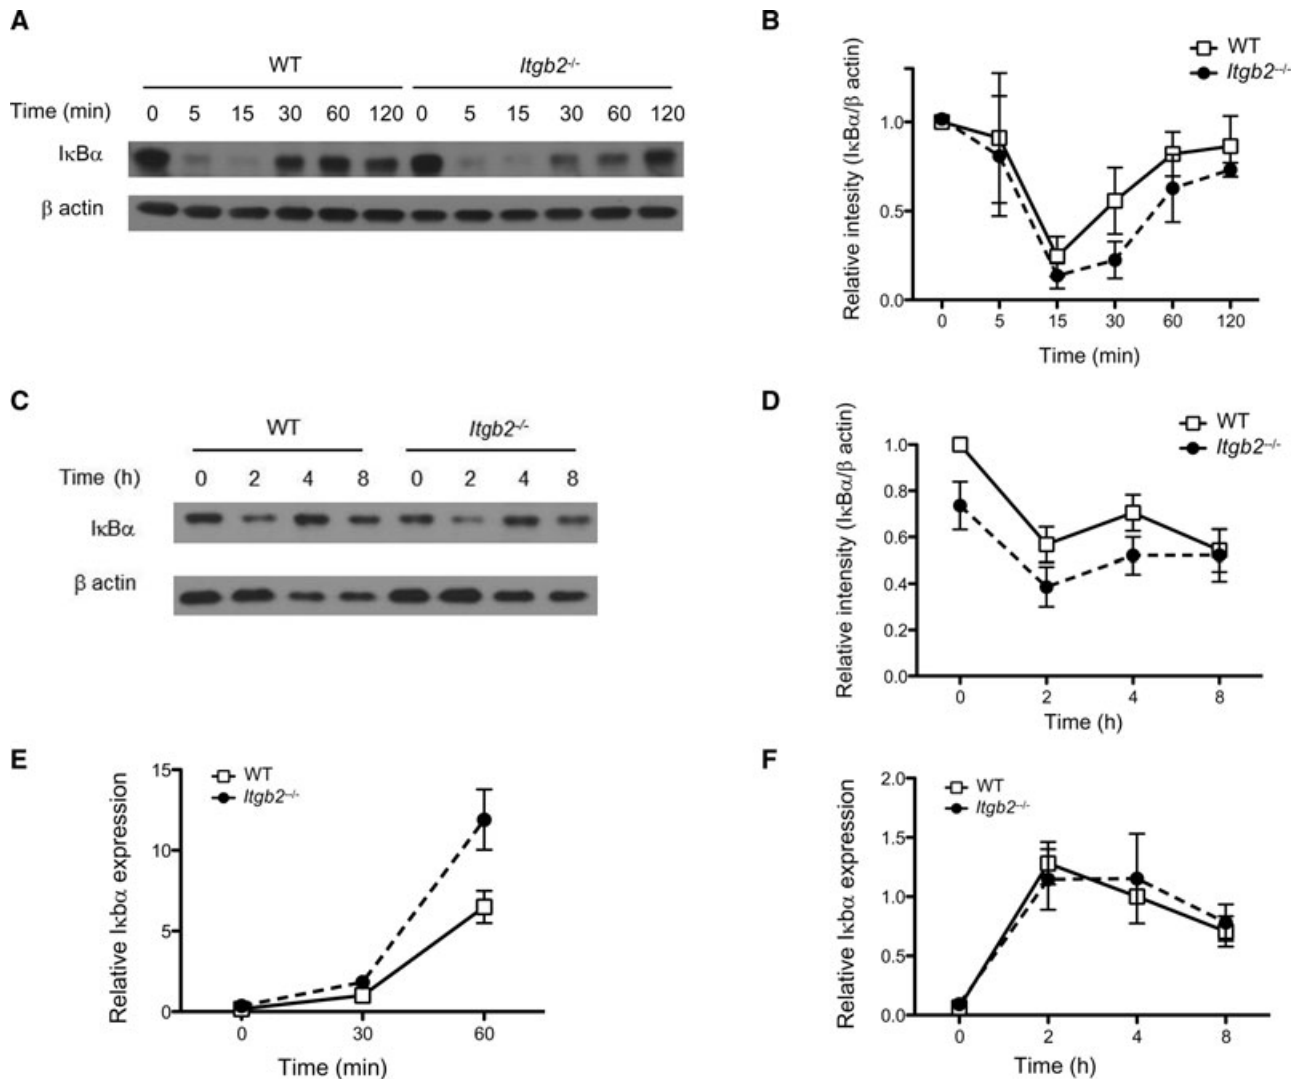 A
WT Itgb2-/-
Time (min) 0 5 15 30 60 120 0 5 15 30 60 120
IκBα
β actin
B
WT
Itgb2-/-
Relative intesity (IκBα/β actin)
1.0
0.5
0.0
0 5 15 30 60 120
Time (min)
C
WT Itgb2-/-
Time (h) 0 2 4 8 0 2 4 8
IκBα
β actin
D
WT
Itgb2-/-
Relative intensity (IκBα/β actin)
1.0
0.8
0.6
0.4
0.2
0.0
0 2 4 8
Time (h)
E
WT
Itgb2-/-
Relative Iκbα expression
15
10
5
0
0 30 60
Time (min)
F
WT
Itgb2-/-
Relative Iκbα expression
2.0
1.5
1.0
0.5
0.0
0 2 4 8
Time (h)